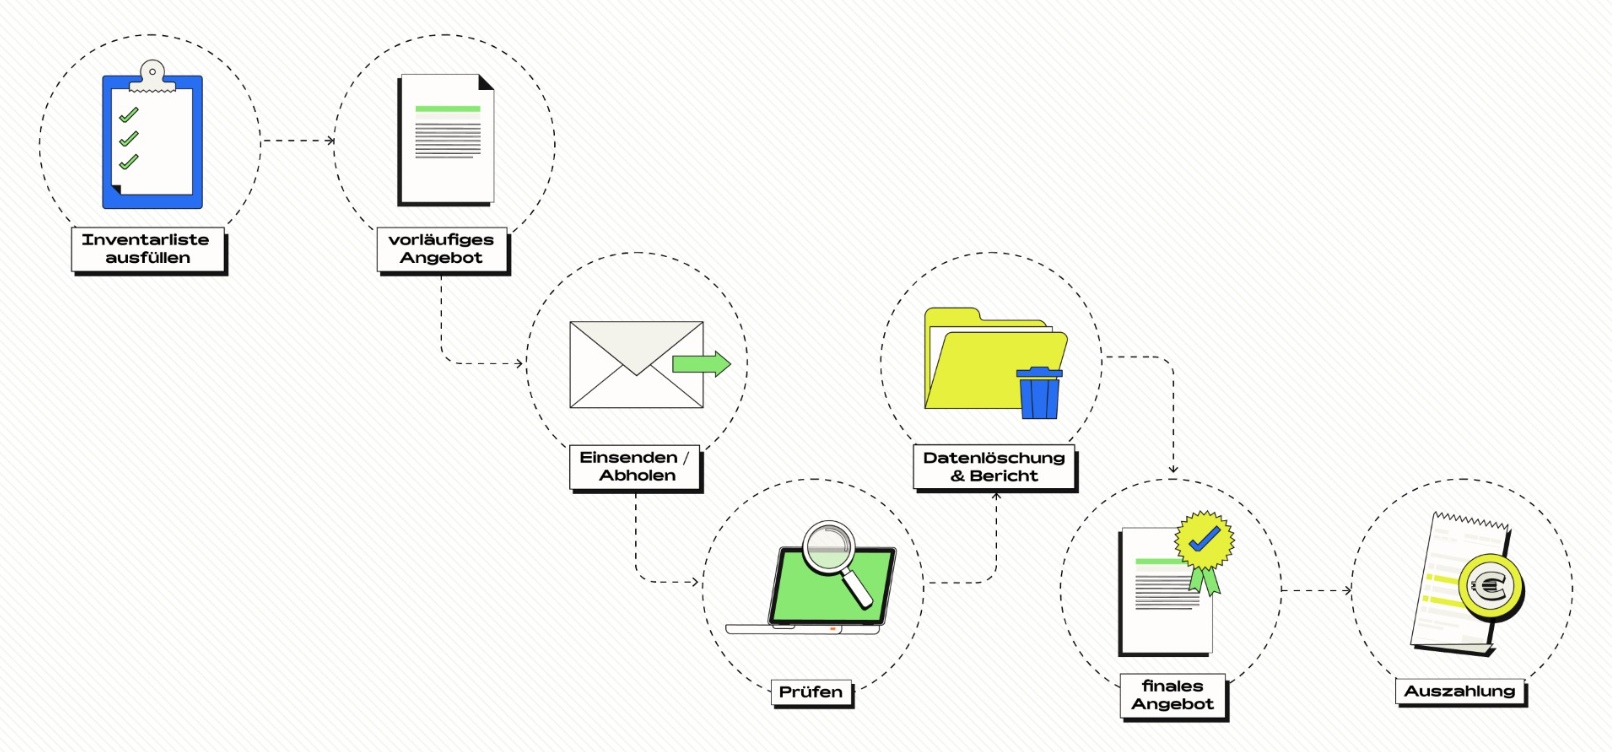 Inventarliste
ausfüllen
vorläufiges
Angebot
Einsenden /
Abholen
Prüfen
Datenlöschung
& Bericht
finales
Angebot
Auszahlung